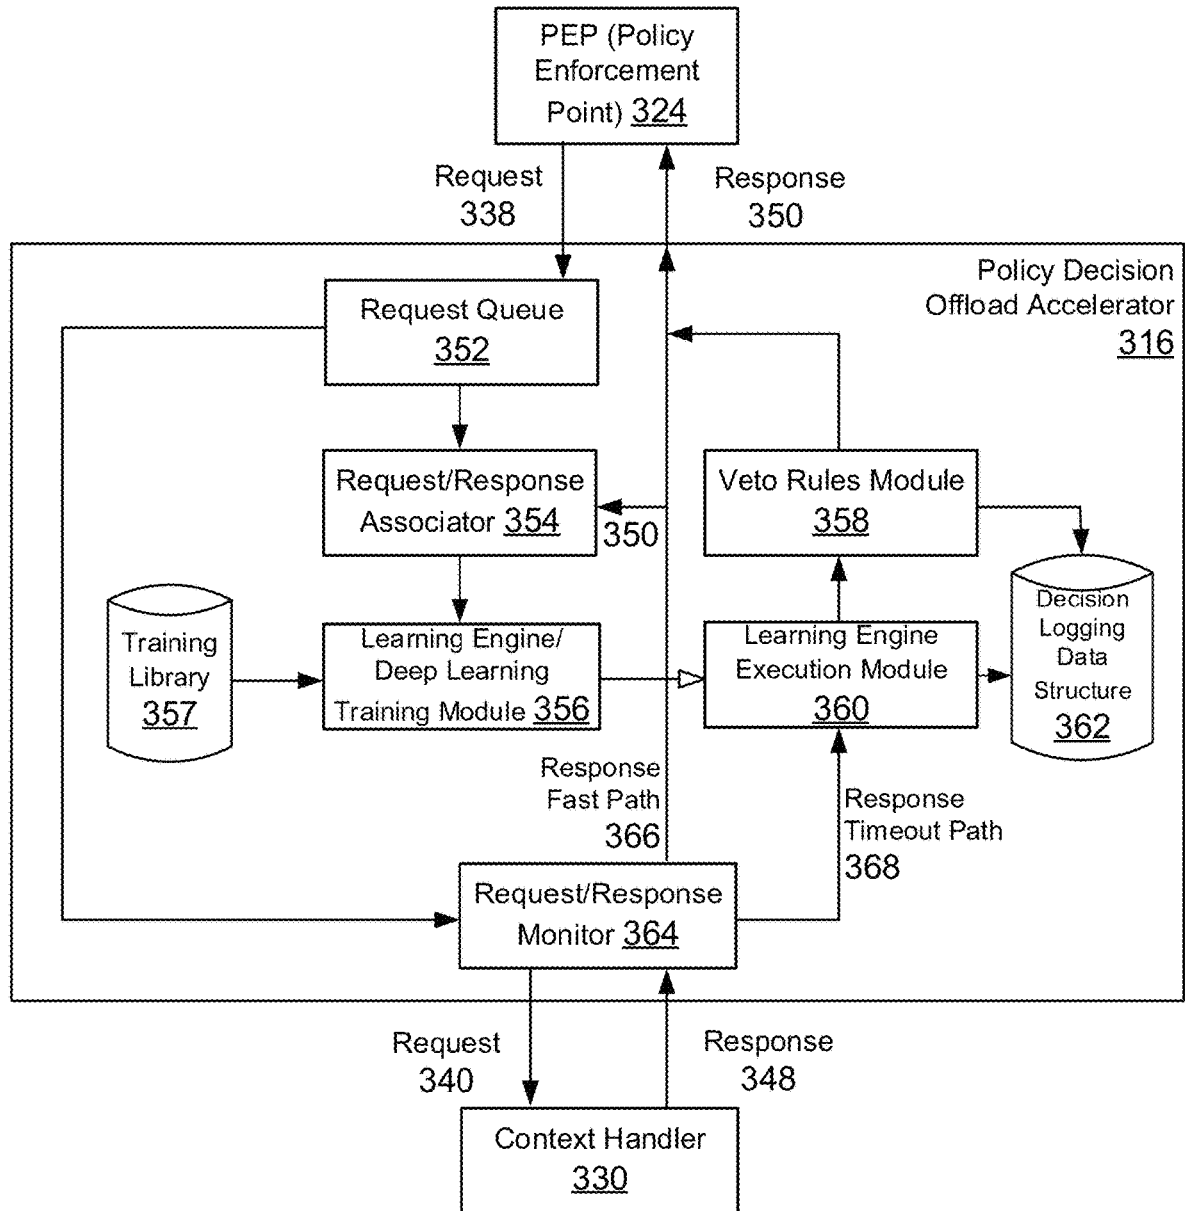 PEP (Policy
Enforcement
Point) 324
Request
338
Response
350
Policy Decision
Offload Accelerator
316
Request Queue
352
Request/Response
Associator 354
350
Veto Rules Module
358
Training
Library
357
Learning Engine/
Deep Learning
Training Module 356
Learning Engine
Execution Module
360
Decision
Logging
Data
Structure
362
Response
Fast Path
366
Response
Timeout Path
368
Request/Response
Monitor 364
Request
340
Response
348
Context Handler
330